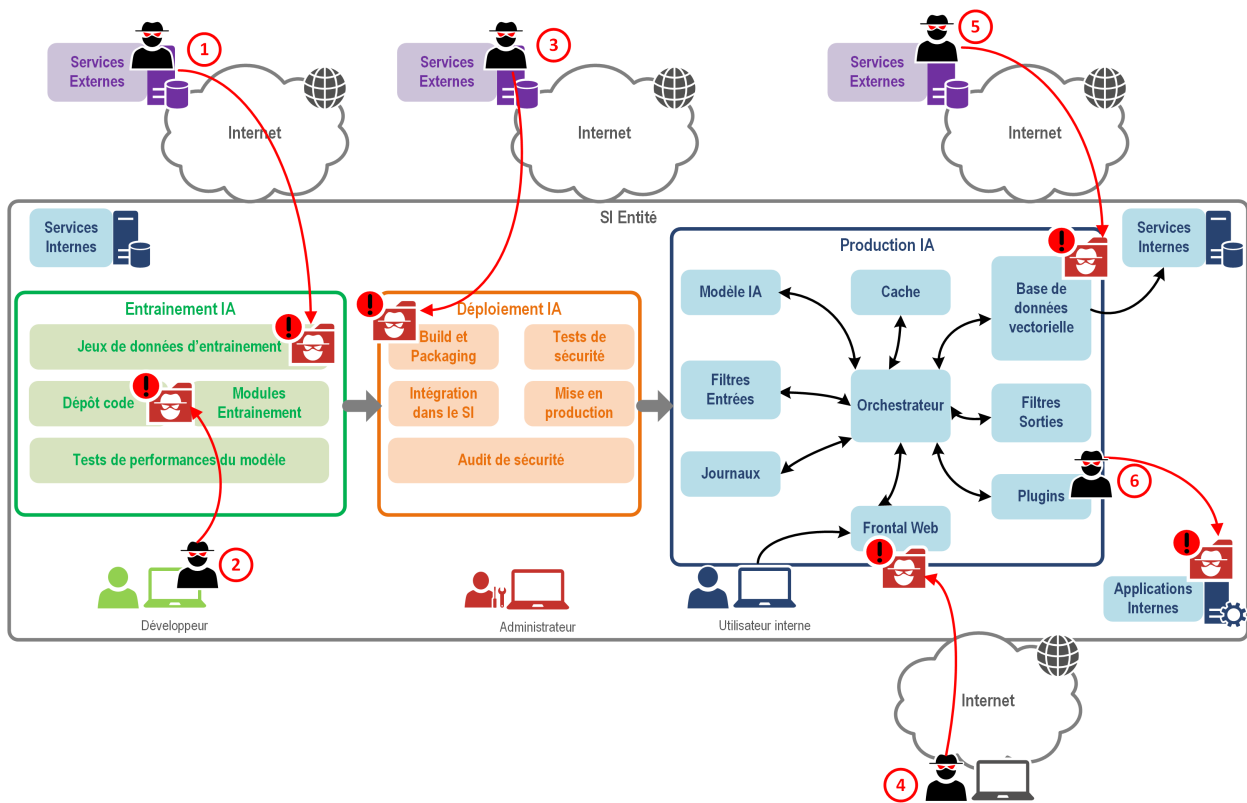 1
3
5
Services
Externes
Services
Externes
Services
Externes
Internet
Internet
Internet
SI Entité
Services
Internes
Services
Internes
Entrainement IA
Jeux de données d'entrainement
Dépôt code
Modules
Entrainement
Tests de performances du modèle
Déploiement IA
Build et
Packaging
Tests de
sécurité
Intégration
dans le SI
Mise en
production
Audit de sécurité
Production IA
Modèle IA
Cache
Base de
données
vectorielle
Filtres
Entrées
Orchestrateur
Filtres
Sorties
Journaux
Plugins
6
Frontal Web
2
Applications
Internes
Développeur
Administrateur
Utilisateur interne
Internet
4